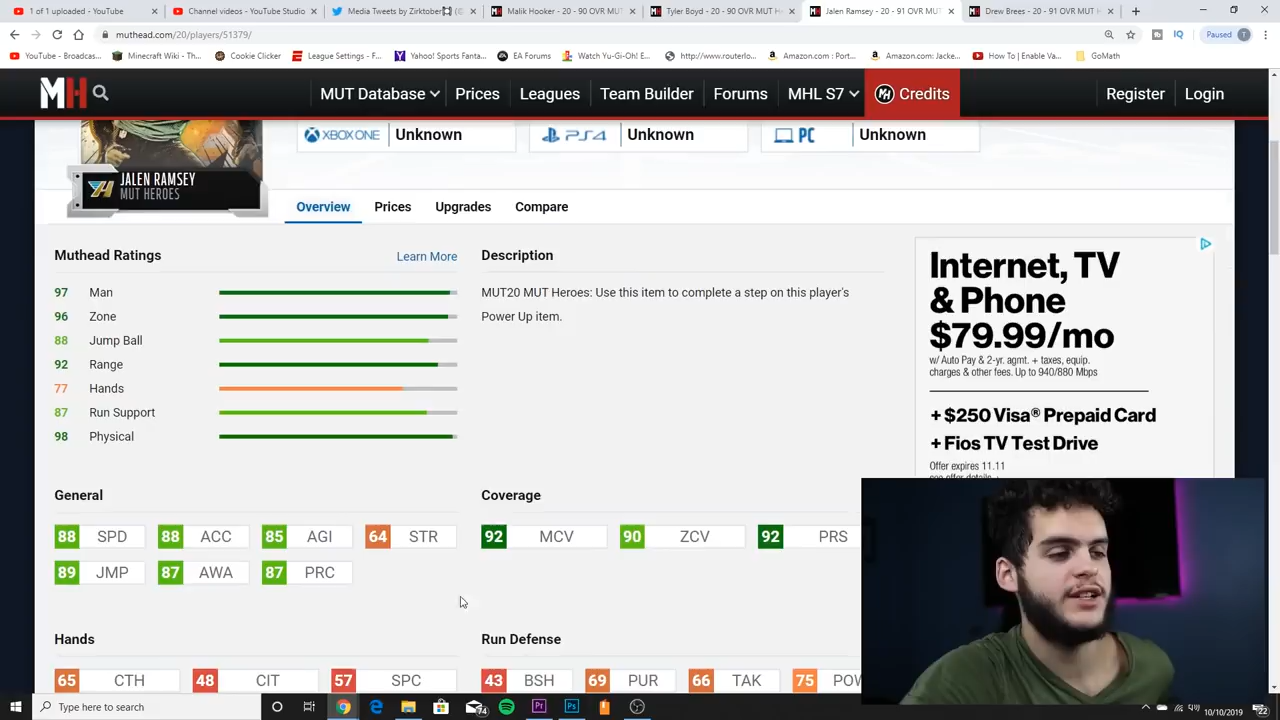 1 of 1 uploaded - YouTube
Channel videos - YouTube Studio
Media Tweets by Zirktober
Malik Hooker - 20 - 90 OVR MUT
Tyler Boyd - 20 - 90 OVR MUT H
Jalen Ramsey - 20 - 91 OVR MUT
Drew Brees - 20 - 91 OVR MUT H
muthead.com/20/players/51379/
IQ
Paused
T
YouTube - Broadcas...
Minecraft Wiki - Th...
Cookie Clicker
League Settings - F...
Yahoo! Sports Fanta...
EA Forums
Watch Yu-Gi-Oh! E...
http://www.routerlo...
Amazon.com : Port...
Amazon.com: Jacke...
How To | Enable Va...
GoMath
MH
MUT Database
Prices
Leagues
Team Builder
Forums
MHL S7
Credits
Register
Login
XBOX ONE Unknown
PS4 Unknown
PC Unknown
JALEN RAMSEY
MUT HEROES
Overview
Prices
Upgrades
Compare
Muthead Ratings
Learn More
97 Man
96 Zone
88 Jump Ball
92 Range
77 Hands
87 Run Support
98 Physical
Description
MUT20 MUT Heroes: Use this item to complete a step on this player's
Power Up item.
Internet, TV
& Phone
$79.99/mo
w/ Auto Pay & 2-yr. agmt. + taxes, equip.
charges & other fees. Up to 940/880 Mbps
+ $250 Visa® Prepaid Card
+ Fios TV Test Drive
Offer expires 11.11
General
88 SPD
88 ACC
85 AGI
64 STR
89 JMP
87 AWA
87 PRC
Coverage
92 MCV
90 ZCV
92 PRS
Hands
65 CTH
48 CIT
57 SPC
Run Defense
43 BSH
69 PUR
66 TAK
75 POW
Type here to search
74
10/10/2019
22